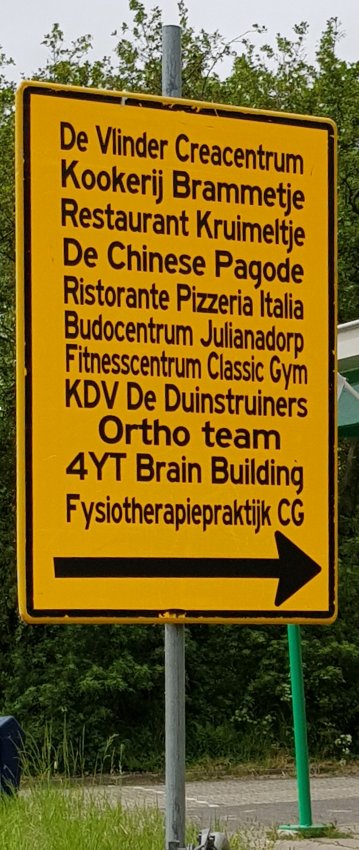 De Vlinder Creacentrum
Kookerij Brammetje
Restaurant Kruimeltje
De Chinese Pagode
Ristorante Pizzeria Italia
Budocentrum Julianadorp
Fitnesscentrum Classic Gym
KDV De Duinstruiners
Ortho team
4YT Brain Building
Fysiotherapiepraktijk CG